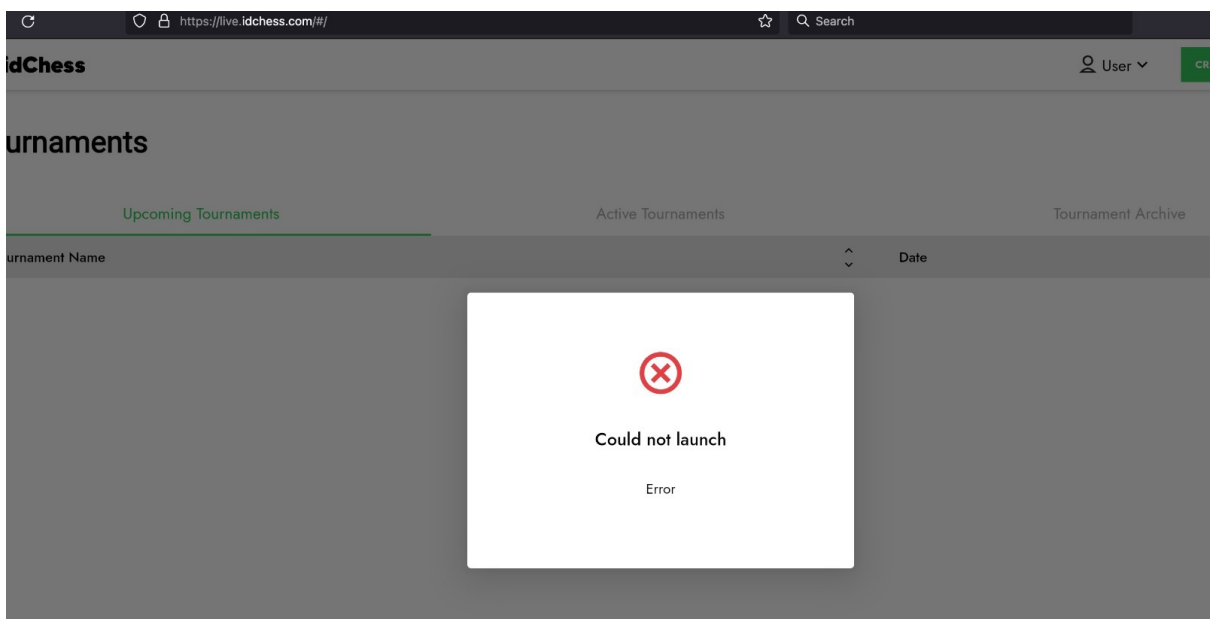 https://live.idchess.com/#/ Search
idChess User CR
urnaments
Upcoming Tournaments Active Tournaments Tournament Archive
urnament Name Date
Could not launch
Error